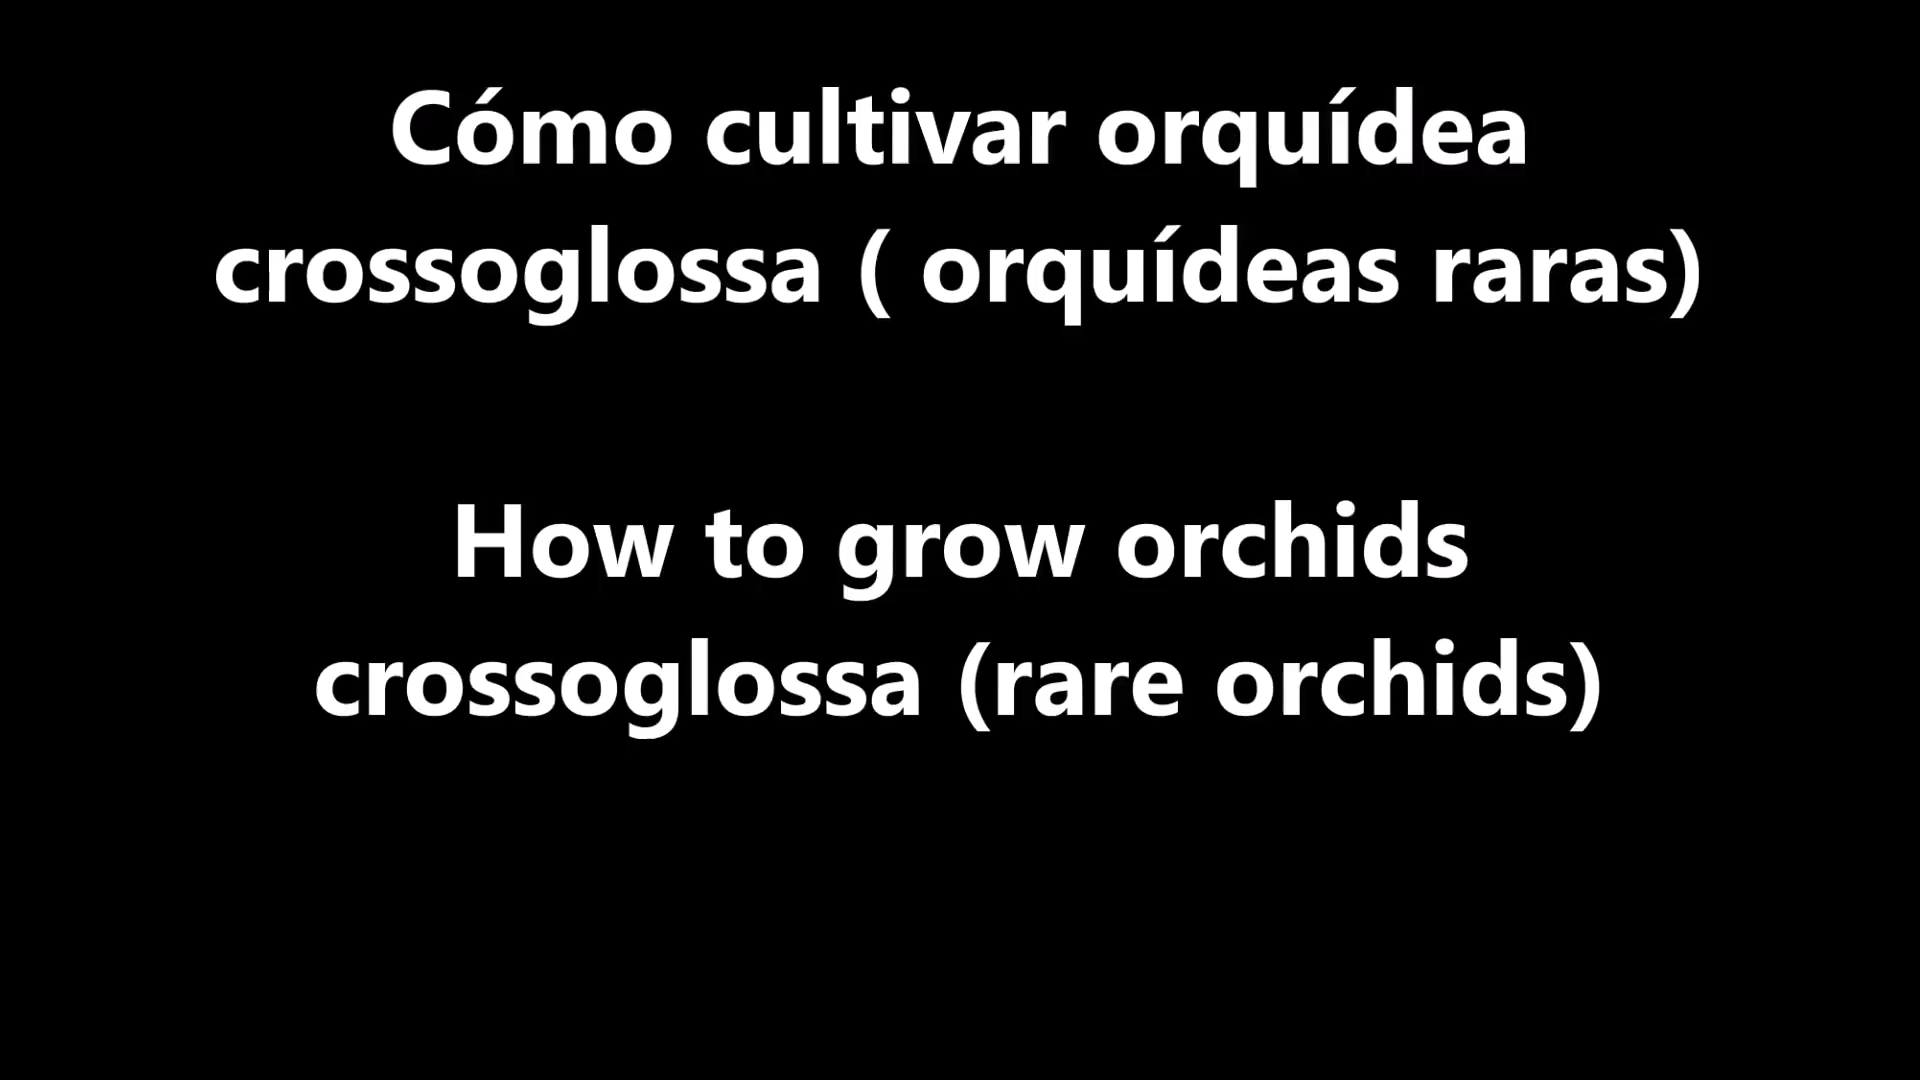 Cómo cultivar orquídea
crossoglossa ( orquídeas raras)
How to grow orchids
crossoglossa (rare orchids)